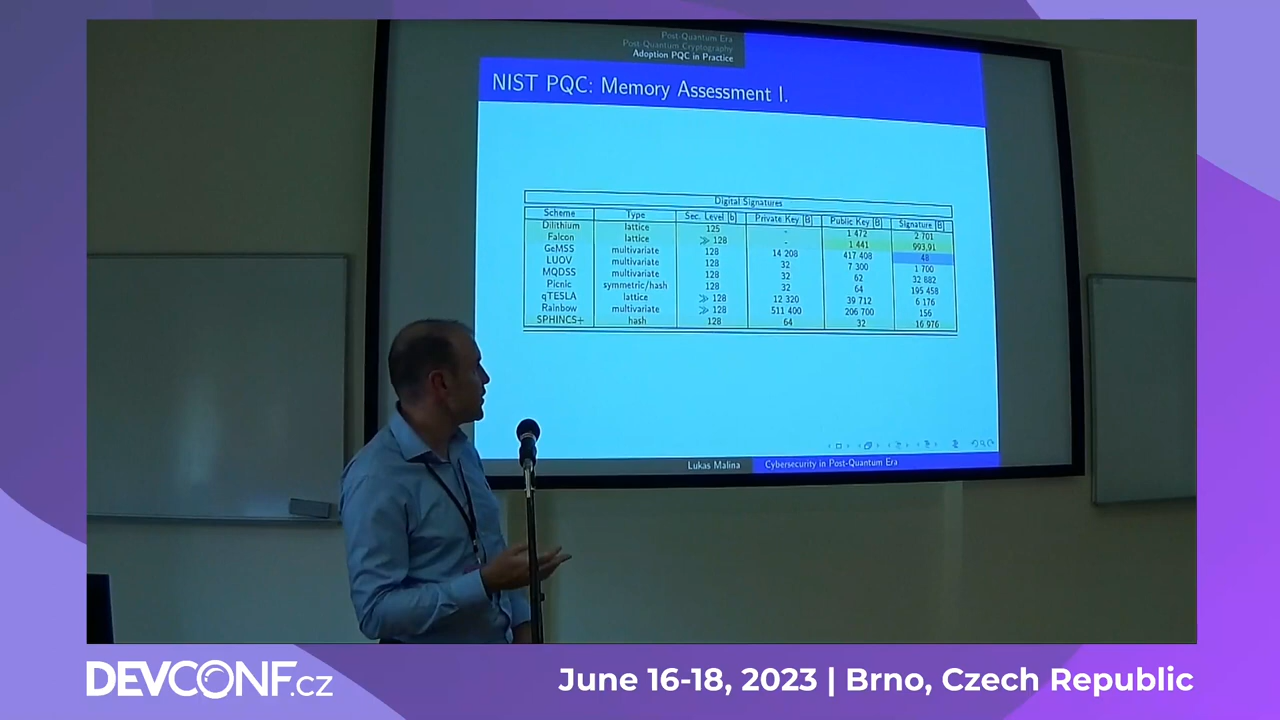 Post-Quantum Era
Post-Quantum Cryptography
Adoption PQC in Practice
NIST PQC: Memory Assessment I.
Digital Signatures
Scheme Type Sec. Level [b] Private Key [B] Public Key [B] Signature [B]
Dilithium lattice 125 - 1 472 2 701
Falcon lattice ≫ 128 - 1 441 993,91
GeMSS multivariate 128 14 208 417 408 48
LUOV multivariate 128 32 7 300 1 700
MQDSS multivariate 128 32 62 32 882
Picnic symmetric/hash 128 32 64 195 458
qTESLA lattice ≫ 128 12 320 39 712 6 176
Rainbow multivariate ≫ 128 511 400 206 700 156
SPHINCS+ hash 128 64 32 16 976
Lukas Malina Cybersecurity in Post-Quantum Era
DEVCONF.CZ
June 16-18, 2023 | Brno, Czech Republic